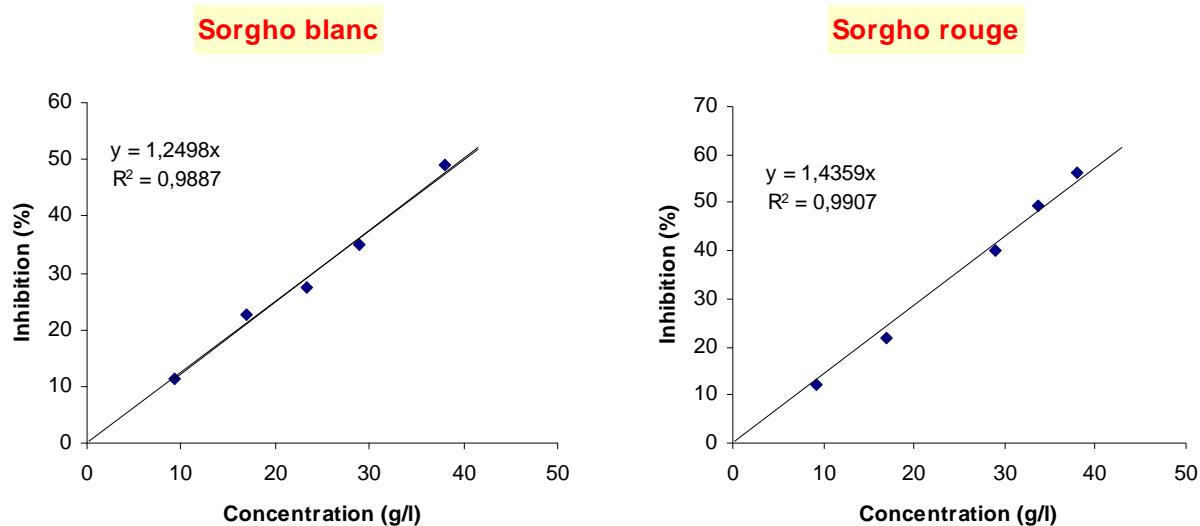 Sorgho blanc
60
50
40
30
20
10
0
Inhibition (%)
y = 1,2498x
R² = 0,9887
0 10 20 30 40 50
Concentration (g/l)
Sorgho rouge
70
60
50
40
30
20
10
0
Inhibition (%)
y = 1,4359x
R² = 0,9907
0 10 20 30 40 50
Concentration (g/l)